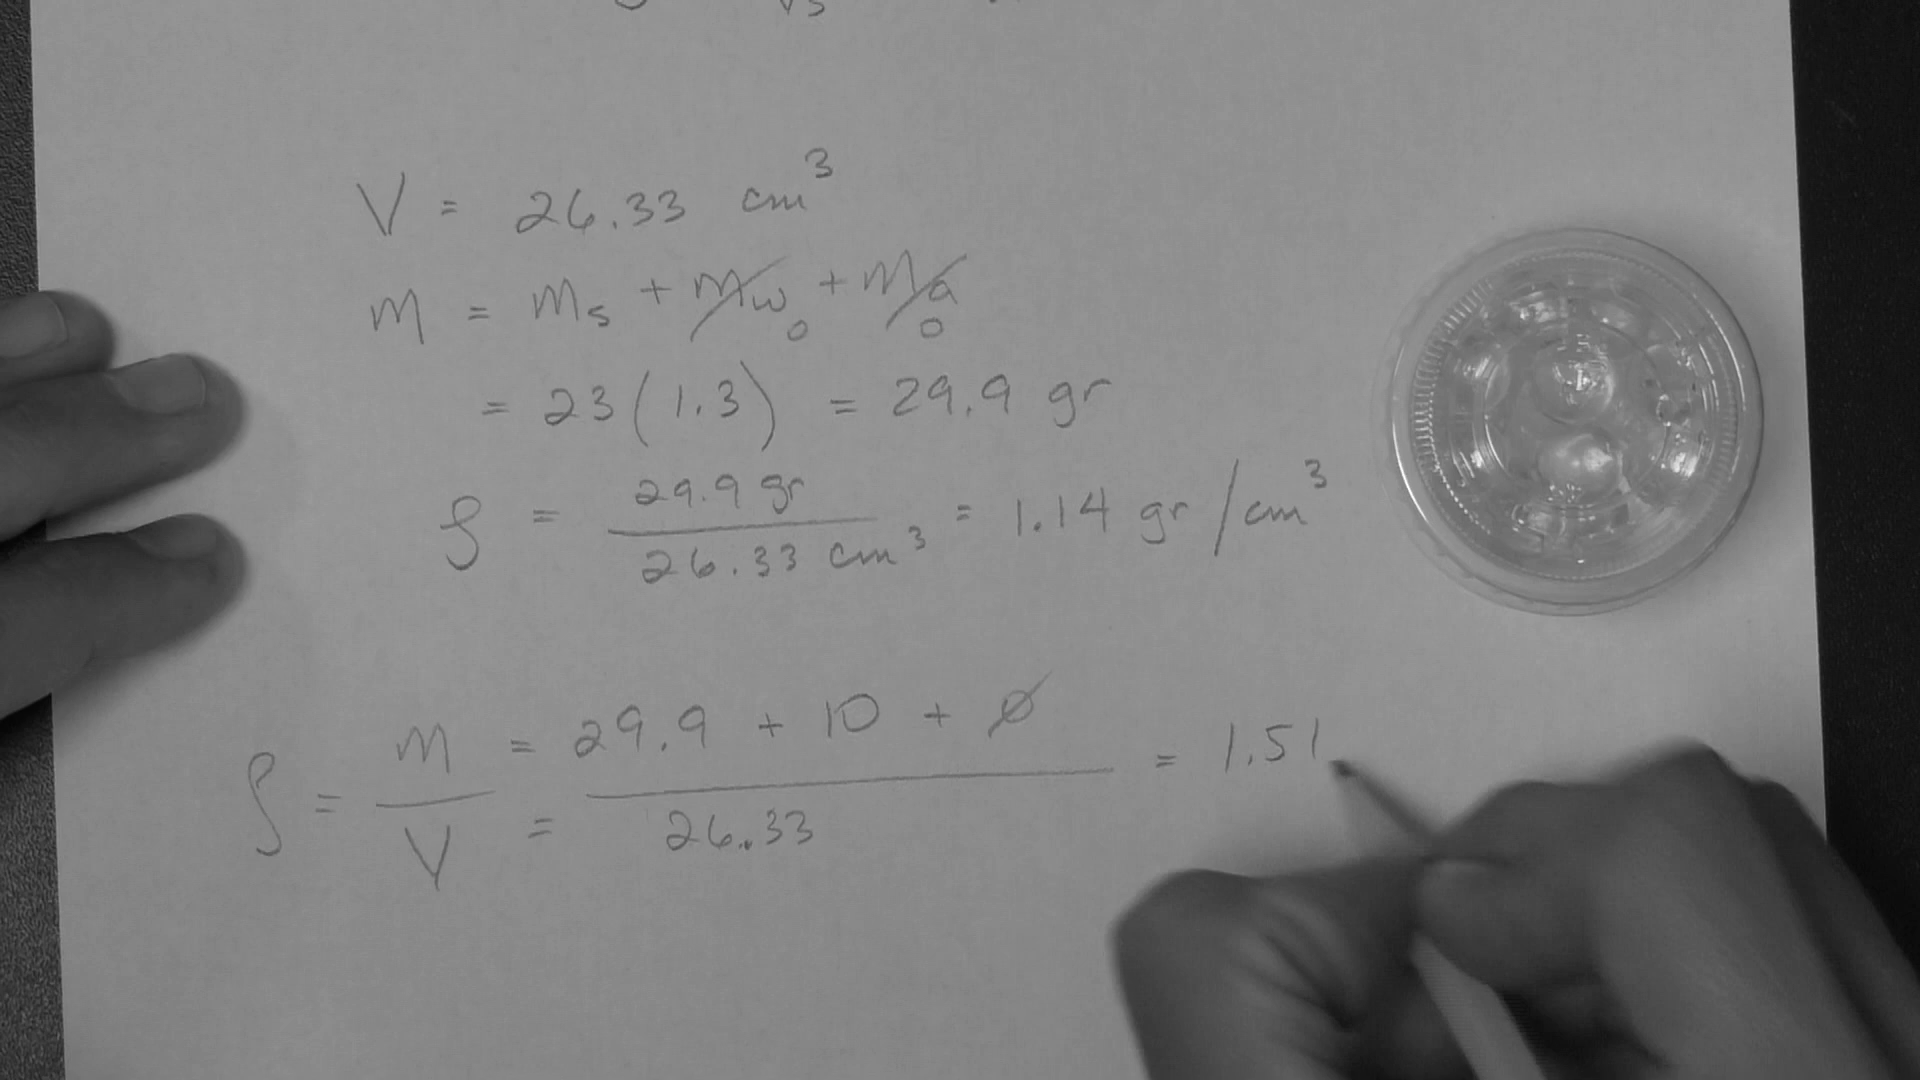 V = 26.33 cm³
m = ms + mw 0 + ma 0
= 23 (1.3) = 29.9 gr
ρ = 29.9 gr / 26.33 cm³ = 1.14 gr/cm³
ρ = m / V = 29.9 + 10 + 0 / = 26.33 = 1.51